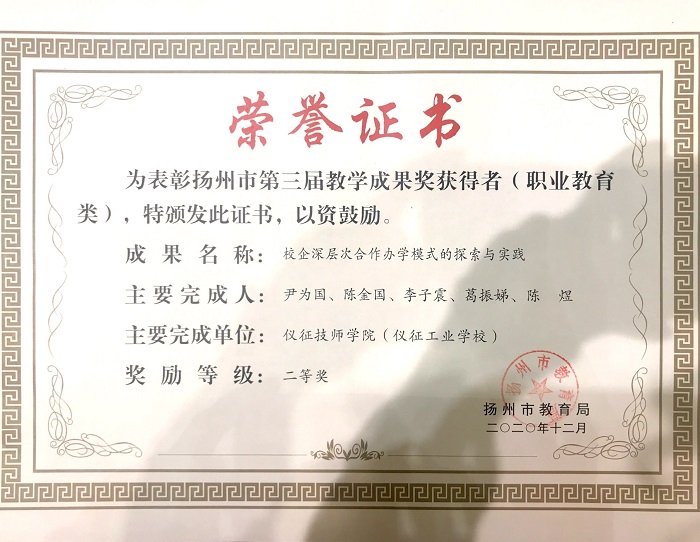 荣誉证书
为表彰扬州市第三届教学成果奖获得者（职业教育
类），特颁发此证书，以资鼓励。
成果名称：校企深层次合作办学模式的探索与实践
主要完成人：尹为国、陈金国、李子震、葛振娣、陈 煜
主要完成单位：仪征技师学院（仪征工业学校）
奖励等级：二等奖
扬州市教育局
扬州市教育局
二〇二〇年十二月